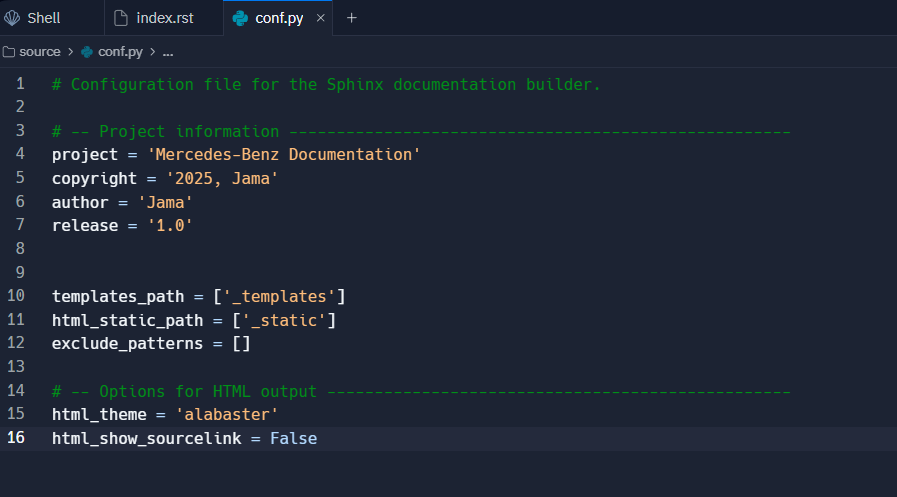 Shell index.rst conf.py × +
source > conf.py > ...
1 # Configuration file for the Sphinx documentation builder.
2
3 # -- Project information -----------------------------------------------------
4 project = 'Mercedes-Benz Documentation'
5 copyright = '2025, Jama'
6 author = 'Jama'
7 release = '1.0'
8
9
10 templates_path = ['_templates']
11 html_static_path = ['_static']
12 exclude_patterns = []
13
14 # -- Options for HTML output -------------------------------------------------
15 html_theme = 'alabaster'
16 html_show_sourcelink = False